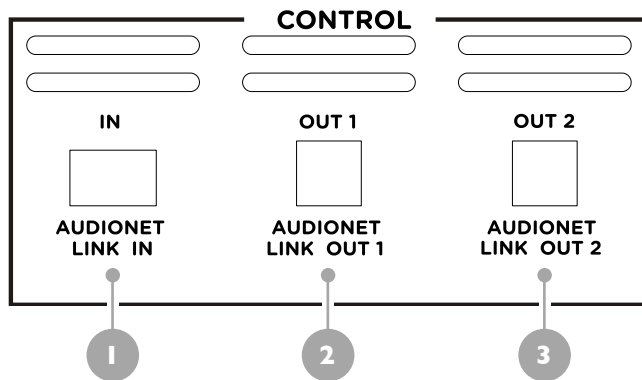 CONTROL
IN OUT 1 OUT 2
AUDIONET AUDIONET AUDIONET
LINK IN LINK OUT 1 LINK OUT 2
1 2 3